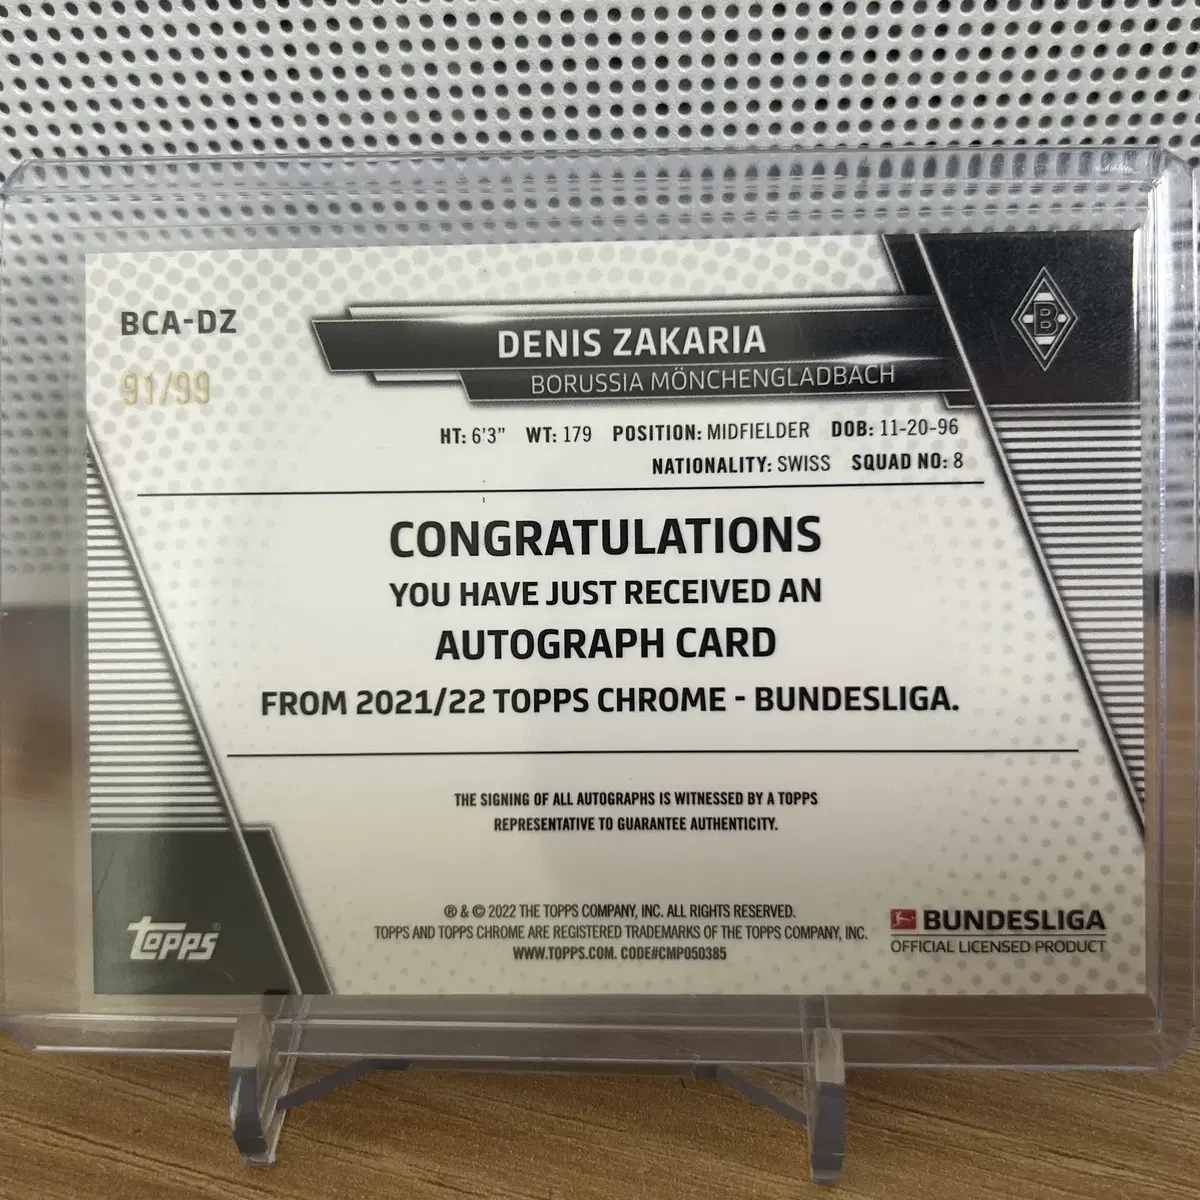 BCA-DZ
91/99
DENIS ZAKARIA
BORUSSIA MÖNCHENGLADBACH
B
HT: 6'3" WT: 179 POSITION: MIDFIELDER DOB: 11-20-96
NATIONALITY: SWISS SQUAD NO: 8
CONGRATULATIONS
YOU HAVE JUST RECEIVED AN
AUTOGRAPH CARD
FROM 2021/22 TOPPS CHROME - BUNDESLIGA.
THE SIGNING OF ALL AUTOGRAPHS IS WITNESSED BY A TOPPS
REPRESENTATIVE TO GUARANTEE AUTHENTICITY.
® & © 2022 THE TOPPS COMPANY, INC. ALL RIGHTS RESERVED.
TOPPS AND TOPPS CHROME ARE REGISTERED TRADEMARKS OF THE TOPPS COMPANY, INC.
WWW.TOPPS.COM. CODE#CMP050385
topps®
BUNDESLIGA
OFFICIAL LICENSED PRODUCT